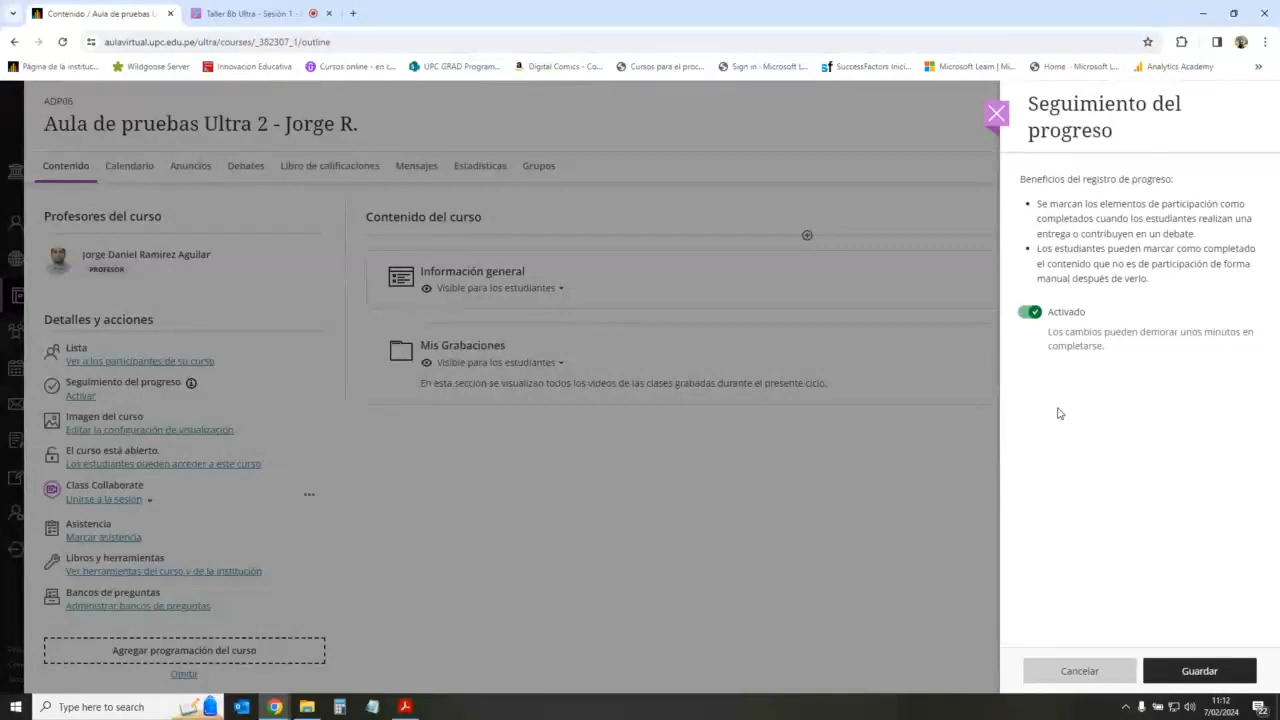 Contenido / Aula de pruebas U
Taller Bb Ultra - Sesión 1 -
aulavirtual.upc.edu.pe/ultra/courses/_382307_1/outline
Página de la instituc...
Wildgoose Server
Innovacion Educativa
Cursos online - en c...
UPC GRAD Program...
Digital Comics - Co...
Cursos para el proc...
Sign in - Microsoft L...
SuccessFactors Inici...
Microsoft Learn | Mi...
Home - Microsoft L...
Analytics Academy
ADP06
Aula de pruebas Ultra 2 - Jorge R.
Contenido
Calendario
Anuncios
Debates
Libro de calificaciones
Mensajes
Estadísticas
Grupos
Profesores del curso
Jorge Daniel Ramirez Aguilar
PROFESOR
Detalles y acciones
Lista
Ver a los participantes de su curso
Seguimiento del progreso
Activar
Imagen del curso
Editar la configuración de visualización
El curso está abierto.
Los estudiantes pueden acceder a este curso
Class Collaborate
Unirse a la sesión
Asistencia
Marcar asistencia
Libros y herramientas
Ver herramientas del curso y de la institución
Bancos de preguntas
Administrar bancos de preguntas
Agregar programación del curso
Omitir
Contenido del curso
Información general
Visible para los estudiantes
Mis Grabaciones
Visible para los estudiantes
En esta sección se visualizan todos los videos de las clases grabadas durante el presente ciclo.
Seguimiento del
progreso
Beneficios del registro de progreso:
Se marcan los elementos de participación como
completados cuando los estudiantes realizan una
entrega o contribuyen en un debate.
Los estudiantes pueden marcar como completado
el contenido que no es de participación de forma
manual después de verlo.
Activado
Los cambios pueden demorar unos minutos en
completarse.
Cancelar
Guardar
Type here to search
11:12
7/02/2024
22